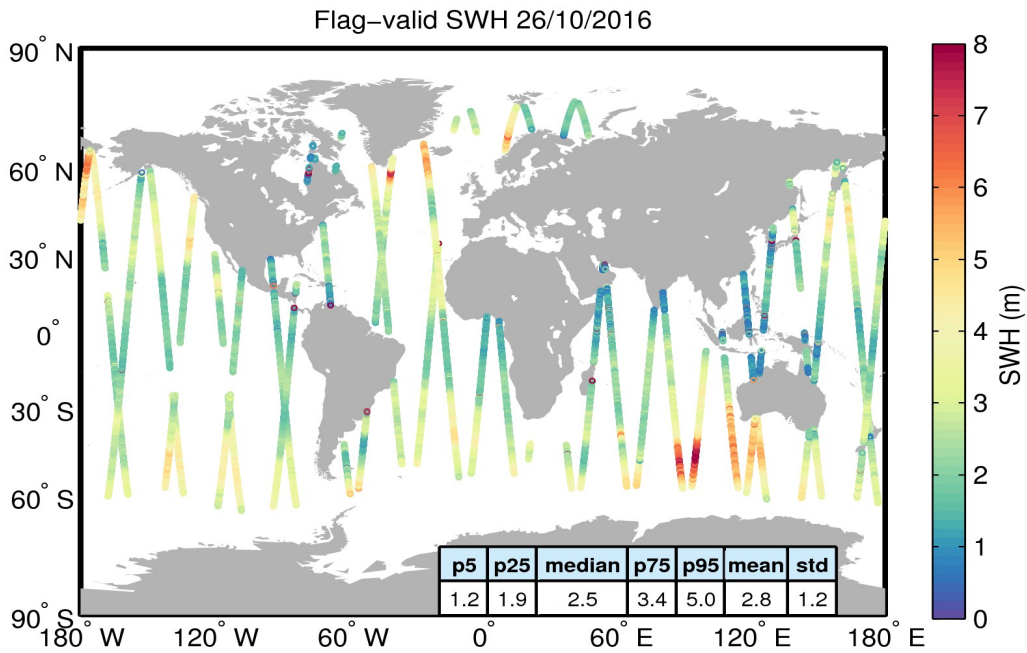 Flag−valid SWH 26/10/2016
90° N
60° N
30° N
0°
30° S
60° S
90° S
180° W
120° W
60° W
0°
60° E
120° E
180° E
p5 p25 median p75 p95 mean std
1.2 1.9 2.5 3.4 5.0 2.8 1.2
8
7
6
5
4
3
2
1
0
SWH (m)